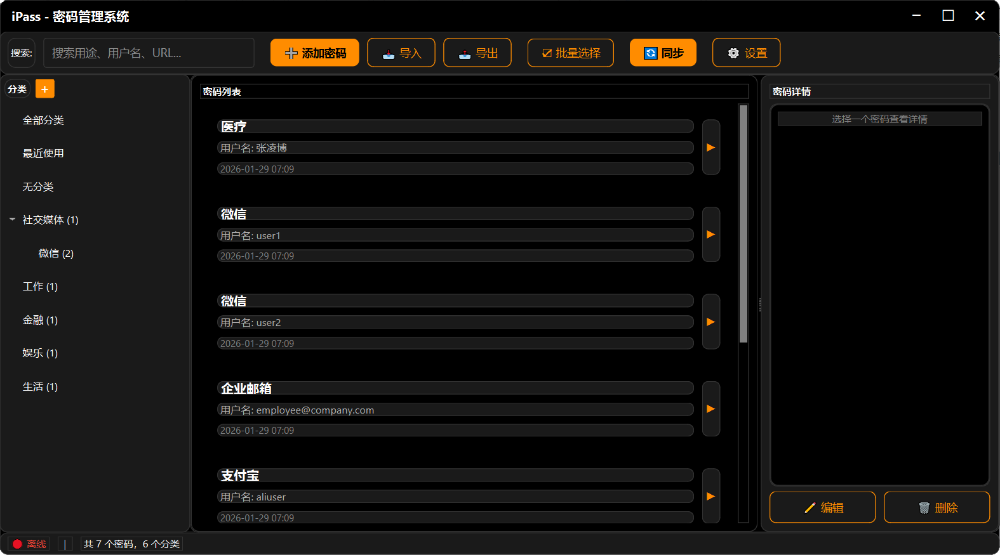 iPass - 密码管理系统
搜索: 搜索用途、用户名、URL... 添加密码 导入 导出 批量选择 同步 设置
分类 +
全部分类
最近使用
无分类
社交媒体 (1)
微信 (2)
工作 (1)
金融 (1)
娱乐 (1)
生活 (1)
密码列表
医疗
用户名: 张凌博
2026-01-29 07:09
微信
用户名: user1
2026-01-29 07:09
微信
用户名: user2
2026-01-29 07:09
企业邮箱
用户名: employee@company.com
2026-01-29 07:09
支付宝
用户名: aliuser
2026-01-29 07:09
密码详情
选择一个密码查看详情
编辑 删除
离线 | 共 7 个密码，6 个分类